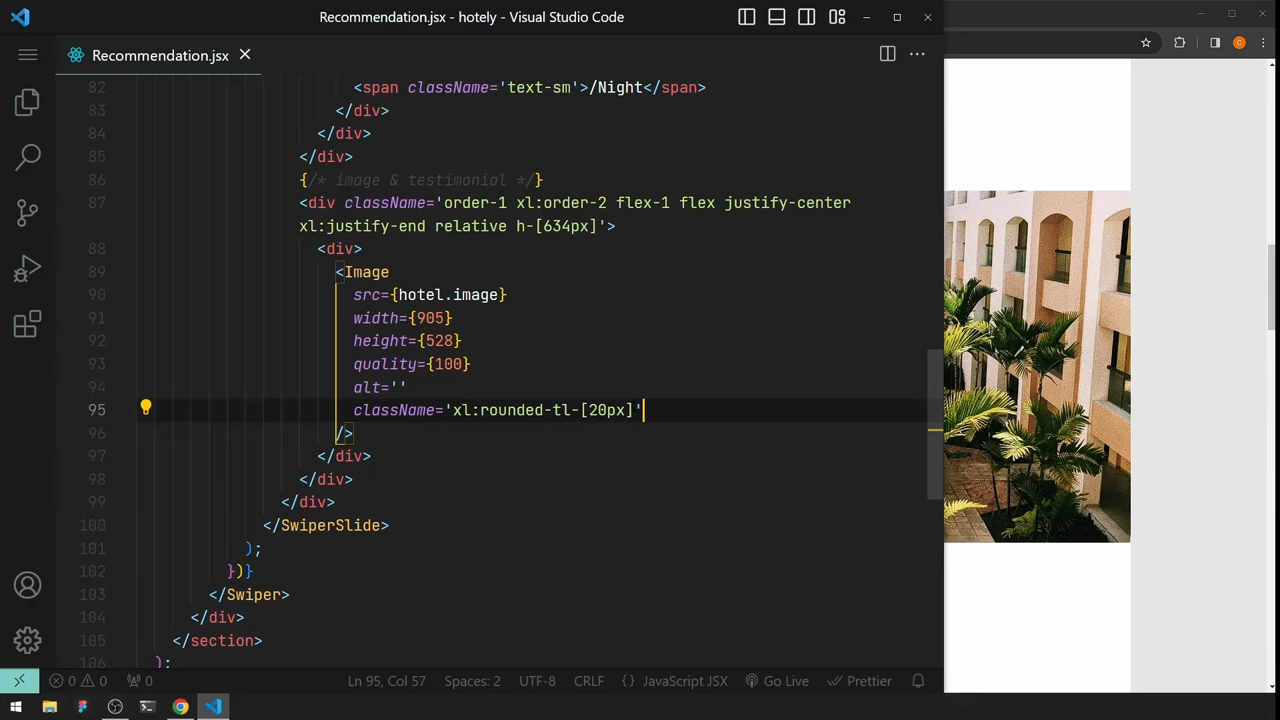 Recommendation.jsx - hotely - Visual Studio Code
Recommendation.jsx
82 <span className='text-sm'>/Night</span>
83 </div>
84 </div>
85 </div>
86 {/* image & testimonial */}
87 <div className='order-1 xl:order-2 flex-1 flex justify-center
xl:justify-end relative h-[634px]'>
88 <div>
89 <Image
90 src={hotel.image}
91 width={905}
92 height={528}
93 quality={100}
94 alt=''
95 className='xl:rounded-tl-[20px]'
96 />
97 </div>
98 </div>
99 </div>
100 </SwiperSlide>
101 );
102 })}
103 </Swiper>
104 </div>
105 </section>
106 );
0 0 0 Ln 95, Col 57 Spaces: 2 UTF-8 CRLF {} JavaScript JSX Go Live Prettier